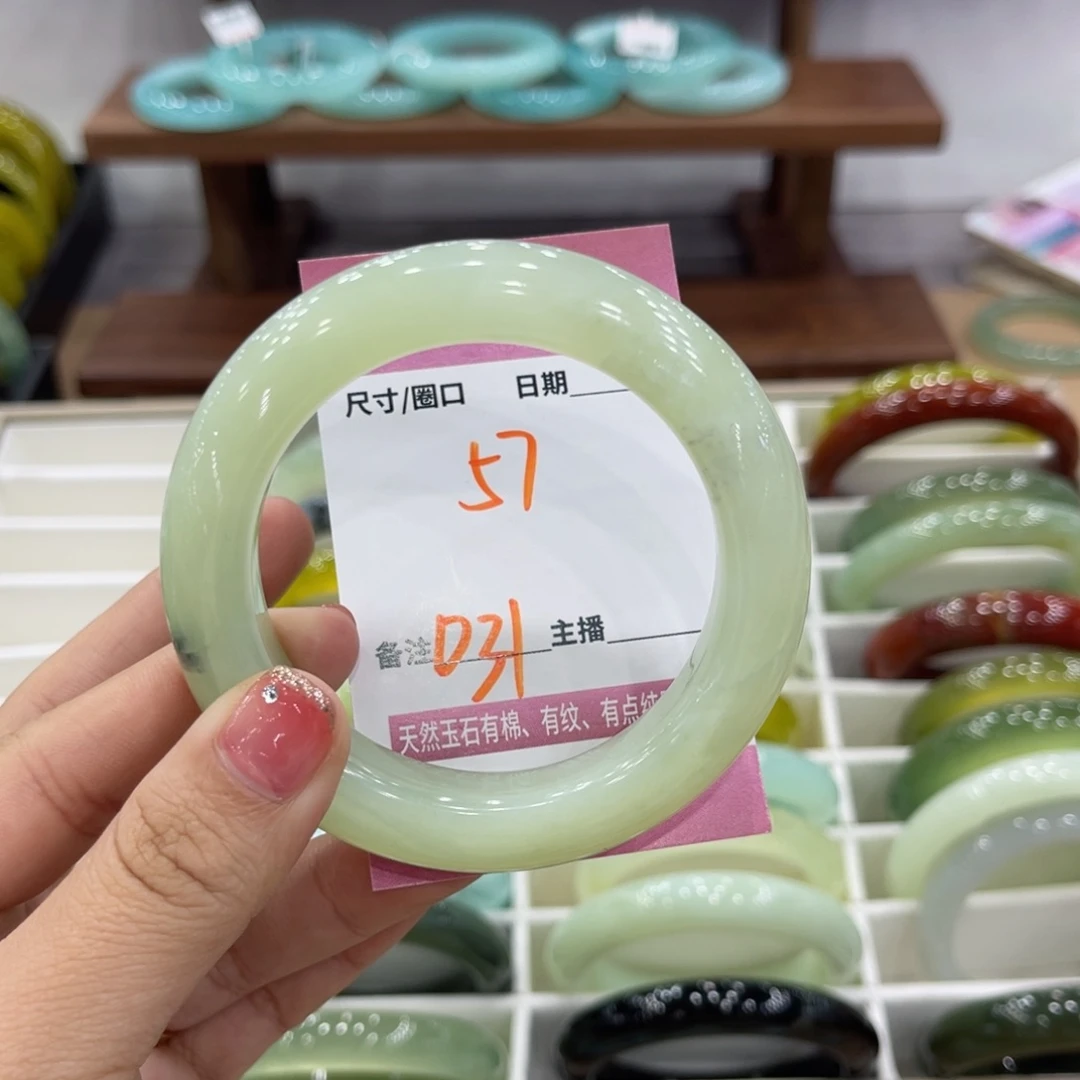 尺寸/圈口 日期
57
备注 D31 主播
天然玉石有棉、有纹、有点